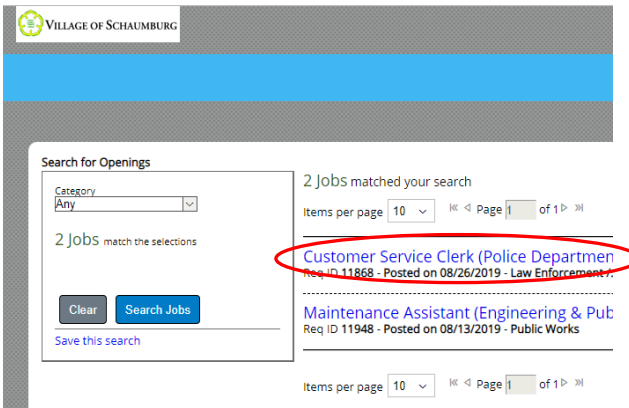 VILLAGE OF SCHAUMBURG
Search for Openings
Category
Any
2 Jobs match the selections
Clear
Search Jobs
Save this search
2 Jobs matched your search
Items per page 10 Page 1 of 1
Customer Service Clerk (Police Departmen
Req ID 11868 - Posted on 08/26/2019 - Law Enforcement /
Maintenance Assistant (Engineering & Pub
Req ID 11948 - Posted on 08/13/2019 - Public Works
Items per page 10 Page 1 of 1